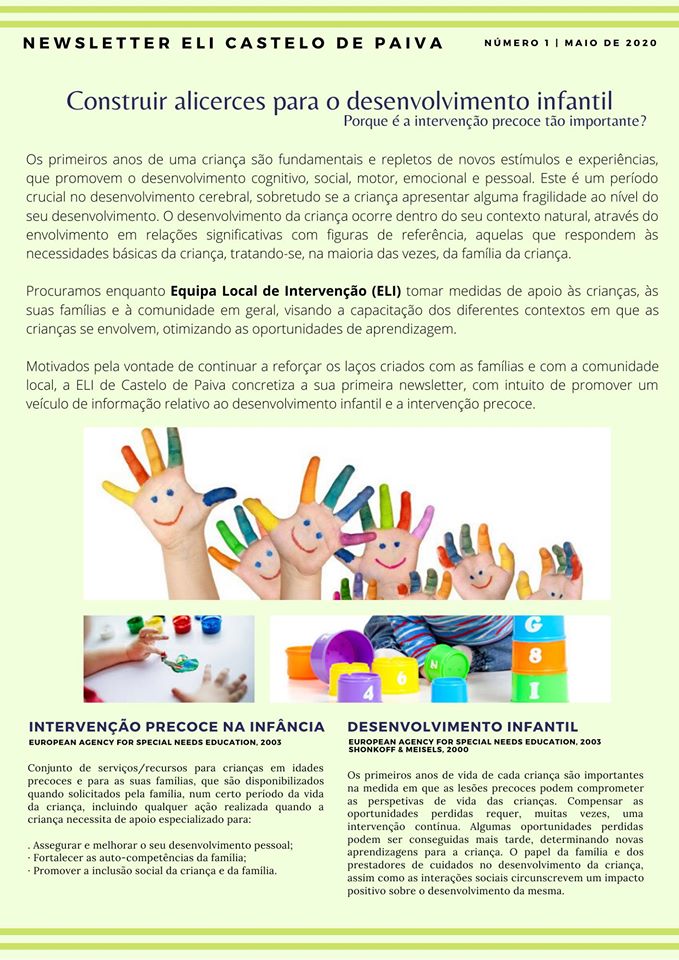 NEWSLETTER ELI CASTELO DE PAIVA
NÚMERO 1 | MAIO DE 2020
Construir alicerces para o desenvolvimento infantil
Porque é a intervenção precoce tão importante?
Os primeiros anos de uma criança são fundamentais e repletos de novos estímulos e experiências,
que promovem o desenvolvimento cognitivo, social, motor, emocional e pessoal. Este é um período
crucial no desenvolvimento cerebral, sobretudo se a criança apresentar alguma fragilidade ao nível do
seu desenvolvimento. O desenvolvimento da criança ocorre dentro do seu contexto natural, através do
envolvimento em relações significativas com figuras de referência, aquelas que respondem às
necessidades básicas da criança, tratando-se, na maioria das vezes, da família da criança.
Procuramos enquanto Equipa Local de Intervenção (ELI) tomar medidas de apoio às crianças, às
suas famílias e à comunidade em geral, visando a capacitação dos diferentes contextos em que as
crianças se envolvem, otimizando as oportunidades de aprendizagem.
Motivados pela vontade de continuar a reforçar os laços criados com as famílias e com a comunidade
local, a ELI de Castelo de Paiva concretiza a sua primeira newsletter, com intuito de promover um
veículo de informação relativo ao desenvolvimento infantil e a intervenção precoce.
4
6
N
G
8
1
INTERVENÇÃO PRECOCE NA INFÂNCIA
EUROPEAN AGENCY FOR SPECIAL NEEDS EDUCATION, 2003
Conjunto de serviços/recursos para crianças em idades
precoces e para as suas famílias, que são disponibilizados
quando solicitados pela família, num certo periodo da vida
da criança, incluindo qualquer ação realizada quando a
criança necessita de apoio especializado para:
. Assegurar e melhorar o seu desenvolvimento pessoal;
· Fortalecer as auto-competências da família;
· Promover a inclusão social da criança e da família.
DESENVOLVIMENTO INFANTIL
EUROPEAN AGENCY FOR SPECIAL NEEDS EDUCATION, 2003
SHONKOFF & MEISELS, 2000
Os primeiros anos de vida de cada criança são importantes
na medida em que as lesões precoces podem comprometer
as perspetivas de vida das crianças. Compensar as
oportunidades perdidas requer, muitas vezes, uma
intervenção contínua. Algumas oportunidades perdidas
podem ser conseguidas mais tarde, determinando novas
aprendizagens para a criança. O papel da família e dos
prestadores de cuidados no desenvolvimento da criança,
assim como as interações sociais circunscrevem um impacto
positivo sobre o desenvolvimento da mesma.